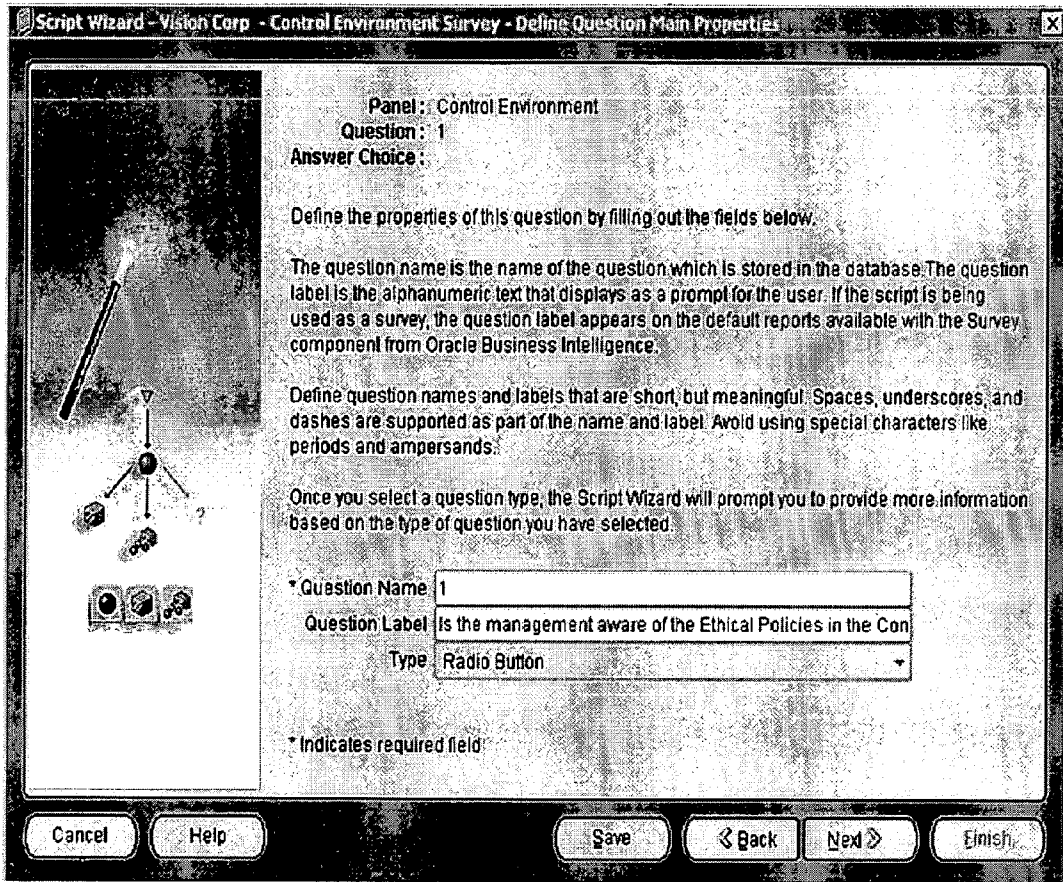 Script Wizard - Vision Corp - Control Environment Survey - Define Question Main Properties
Panel: Control Environment
Question: 1
Answer Choice:
Define the properties of this question by filling out the fields below.
The question name is the name of the question which is stored in the database. The question
label is the alphanumeric text that displays as a prompt for the user. If the script is being
used as a survey, the question label appears on the default reports available with the Survey
component from Oracle Business Intelligence.
Define question names and labels that are short, but meaningful. Spaces, underscores, and
dashes are supported as part of the name and label. Avoid using special characters like
periods and ampersands.
Once you select a question type, the Script Wizard will prompt you to provide more information
based on the type of question you have selected.
?
* Question Name 1
Question Label Is the management aware of the Ethical Policies in the Con
Type Radio Button
* Indicates required field
Cancel Help Save Back Next Finish